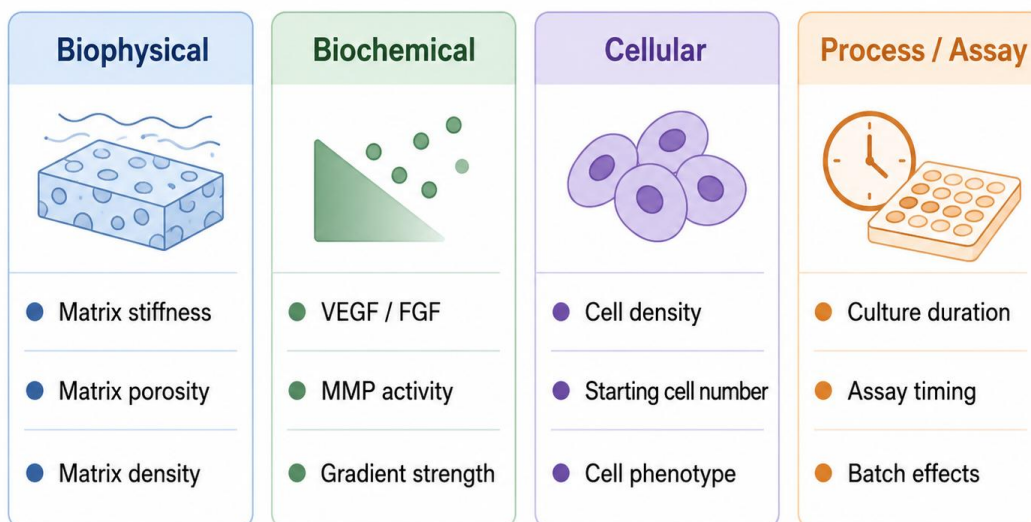 Biophysical
Matrix stiffness
Matrix porosity
Matrix density
Biochemical
VEGF / FGF
MMP activity
Gradient strength
Cellular
Cell density
Starting cell number
Cell phenotype
Process / Assay
Culture duration
Assay timing
Batch effects